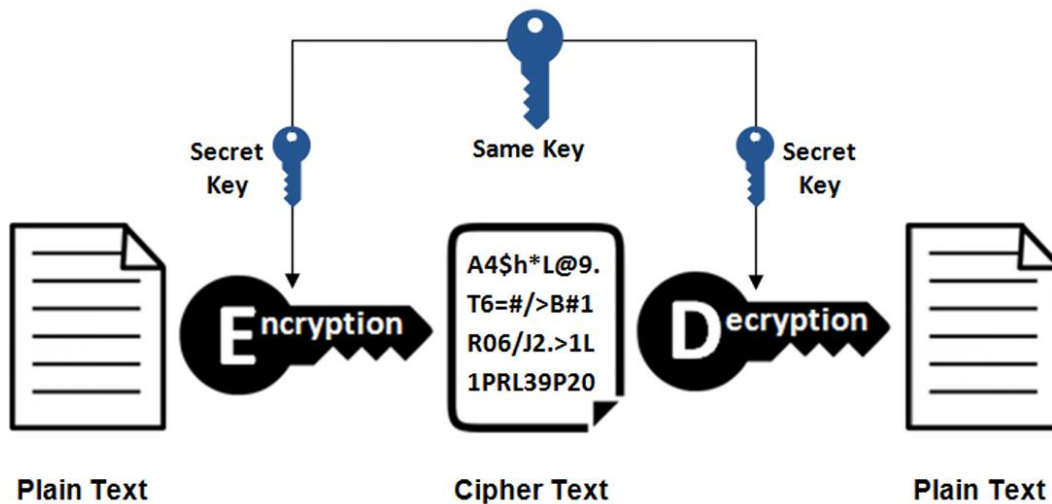 Secret
Key
Same Key
Secret
Key
Encryption
A4$h*L@9.
T6=#/>B#1
R06/J2.>1L
1PRL39P20
Decryption
Plain Text
Cipher Text
Plain Text